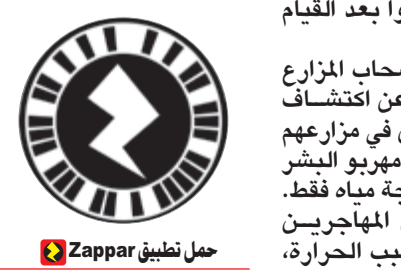 وا بعد القيام
صحاب المزارع
عن اكتشاف
ي في مزارعهم
مهربو البشر
جة مياه فقط.
المهاجرين
بب الحرارة،
حمل تطبيق Zappar